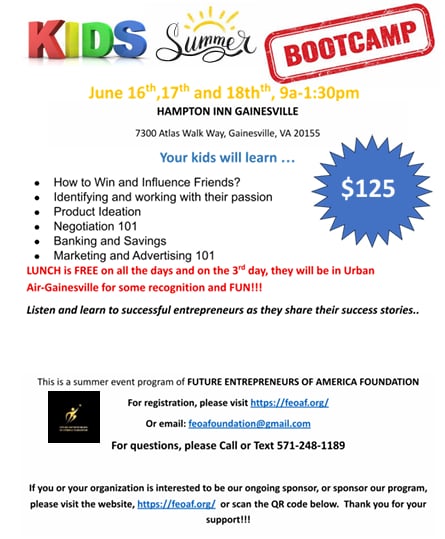 KIDS Summer BOOTCAMP
June 16th,17th and 18thth, 9a-1:30pm
HAMPTON INN GAINESVILLE
7300 Atlas Walk Way, Gainesville, VA 20155
Your kids will learn …
$125
• How to Win and Influence Friends?
• Identifying and working with their passion
• Product Ideation
• Negotiation 101
• Banking and Savings
• Marketing and Advertising 101
LUNCH is FREE on all the days and on the 3rd day, they will be in Urban
Air-Gainesville for some recognition and FUN!!!
Listen and learn to successful entrepreneurs as they share their success stories..
This is a summer event program of FUTURE ENTREPRENEURS OF AMERICA FOUNDATION
For registration, please visit https://feoaf.org/
Or email: feoafoundation@gmail.com
For questions, please Call or Text 571-248-1189
If you or your organization is interested to be our ongoing sponsor, or sponsor our program,
please visit the website, https://feoaf.org/ or scan the QR code below. Thank you for your
support!!!